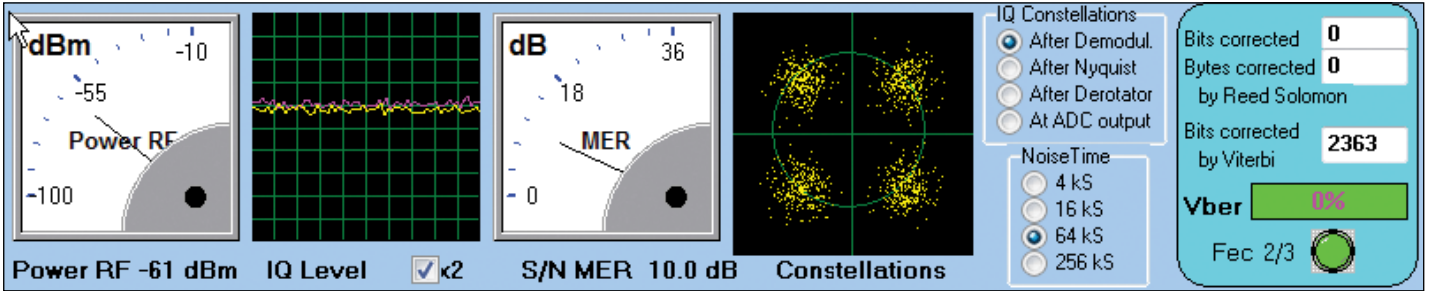 dBm
-10
-55
Power RF
-100
Power RF -61 dBm
IQ Level
x2
dB
36
18
MER
0
S/N MER 10.0 dB
Constellations
IQ Constellations
After Demodul.
After Nyquist
After Derotator
At ADC output
NoiseTime
4 kS
16 kS
64 kS
256 kS
Bits corrected 0
Bytes corrected 0
by Reed Solomon
Bits corrected
by Viterbi
2363
Vber 0%
Fec 2/3